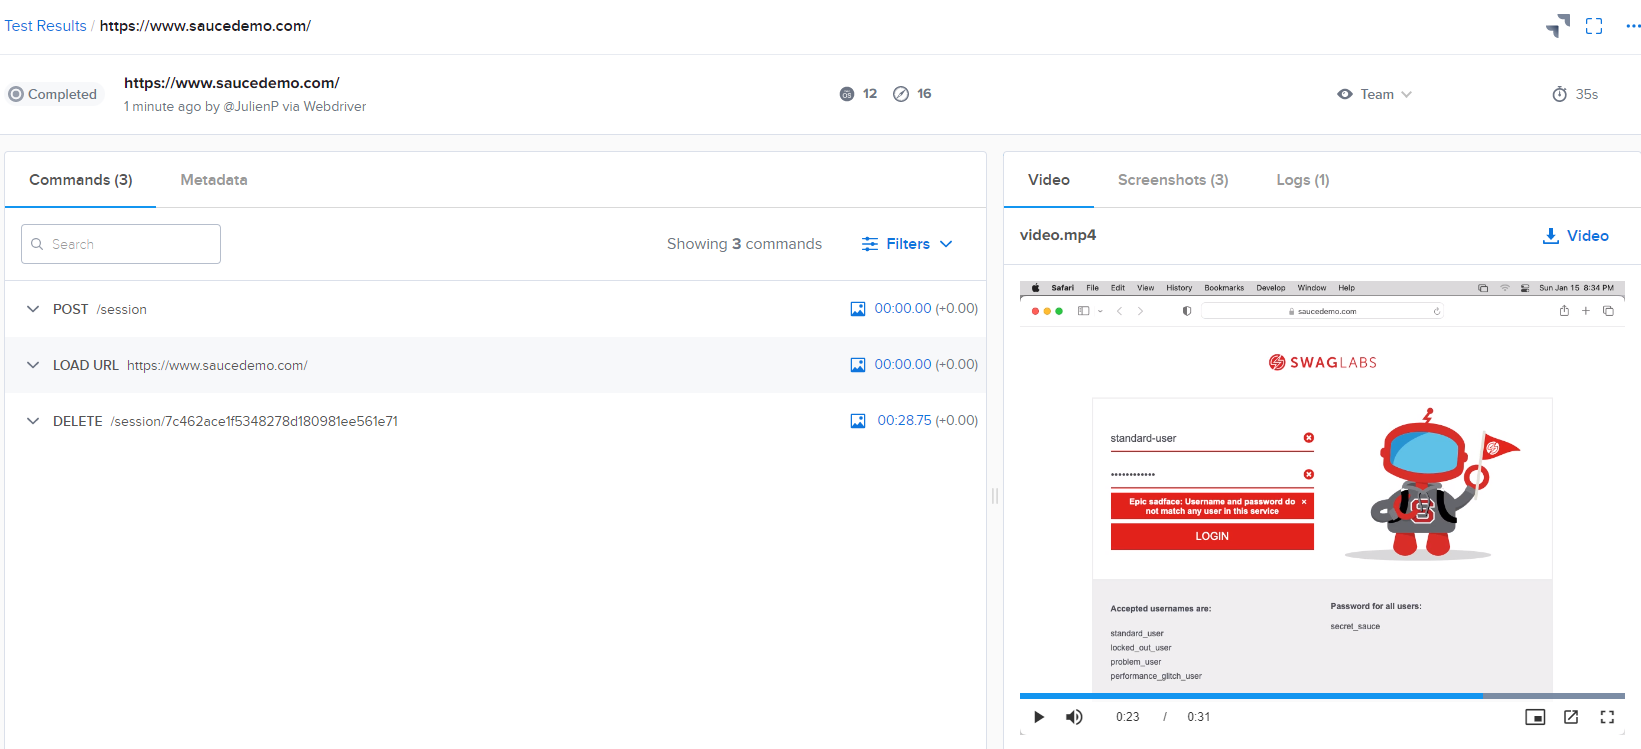 Test Results / https://www.saucedemo.com/
Completed
https://www.saucedemo.com/
1 minute ago by @JulienP via Webdriver
12 16
Team
35s
Commands (3) Metadata
Search
Showing 3 commands
Filters
POST /session 00:00.00 (+0.00)
LOAD URL https://www.saucedemo.com/ 00:00.00 (+0.00)
DELETE /session/7c462ace1f5348278d180981ee561e71 00:28.75 (+0.00)
Video Screenshots (3) Logs (1)
video.mp4
Video
Safari File Edit View History Bookmarks Develop Window Help Sun Jan 15 8:34 PM
saucedemo.com
SWAGLABS
standard-user
••••••••••••
Epic sadface: Username and password do
not match any user in this service
LOGIN
Accepted usernames are:
standard_user
locked_out_user
problem_user
performance_glitch_user
Password for all users:
secret_sauce
0:23 / 0:31